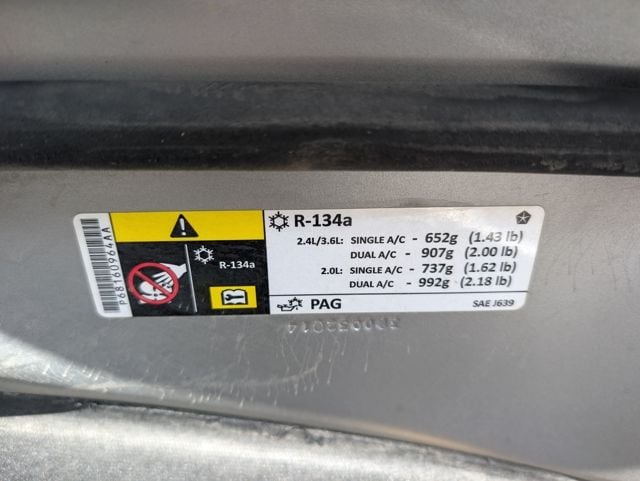 P68160964AA
R-134a
R-134a
2.4L/3.6L: SINGLE A/C - 652g (1.43 lb)
DUAL A/C - 907g (2.00 lb)
2.0L: SINGLE A/C - 737g (1.62 lb)
DUAL A/C - 992g (2.18 lb)
PAG
SAE J639